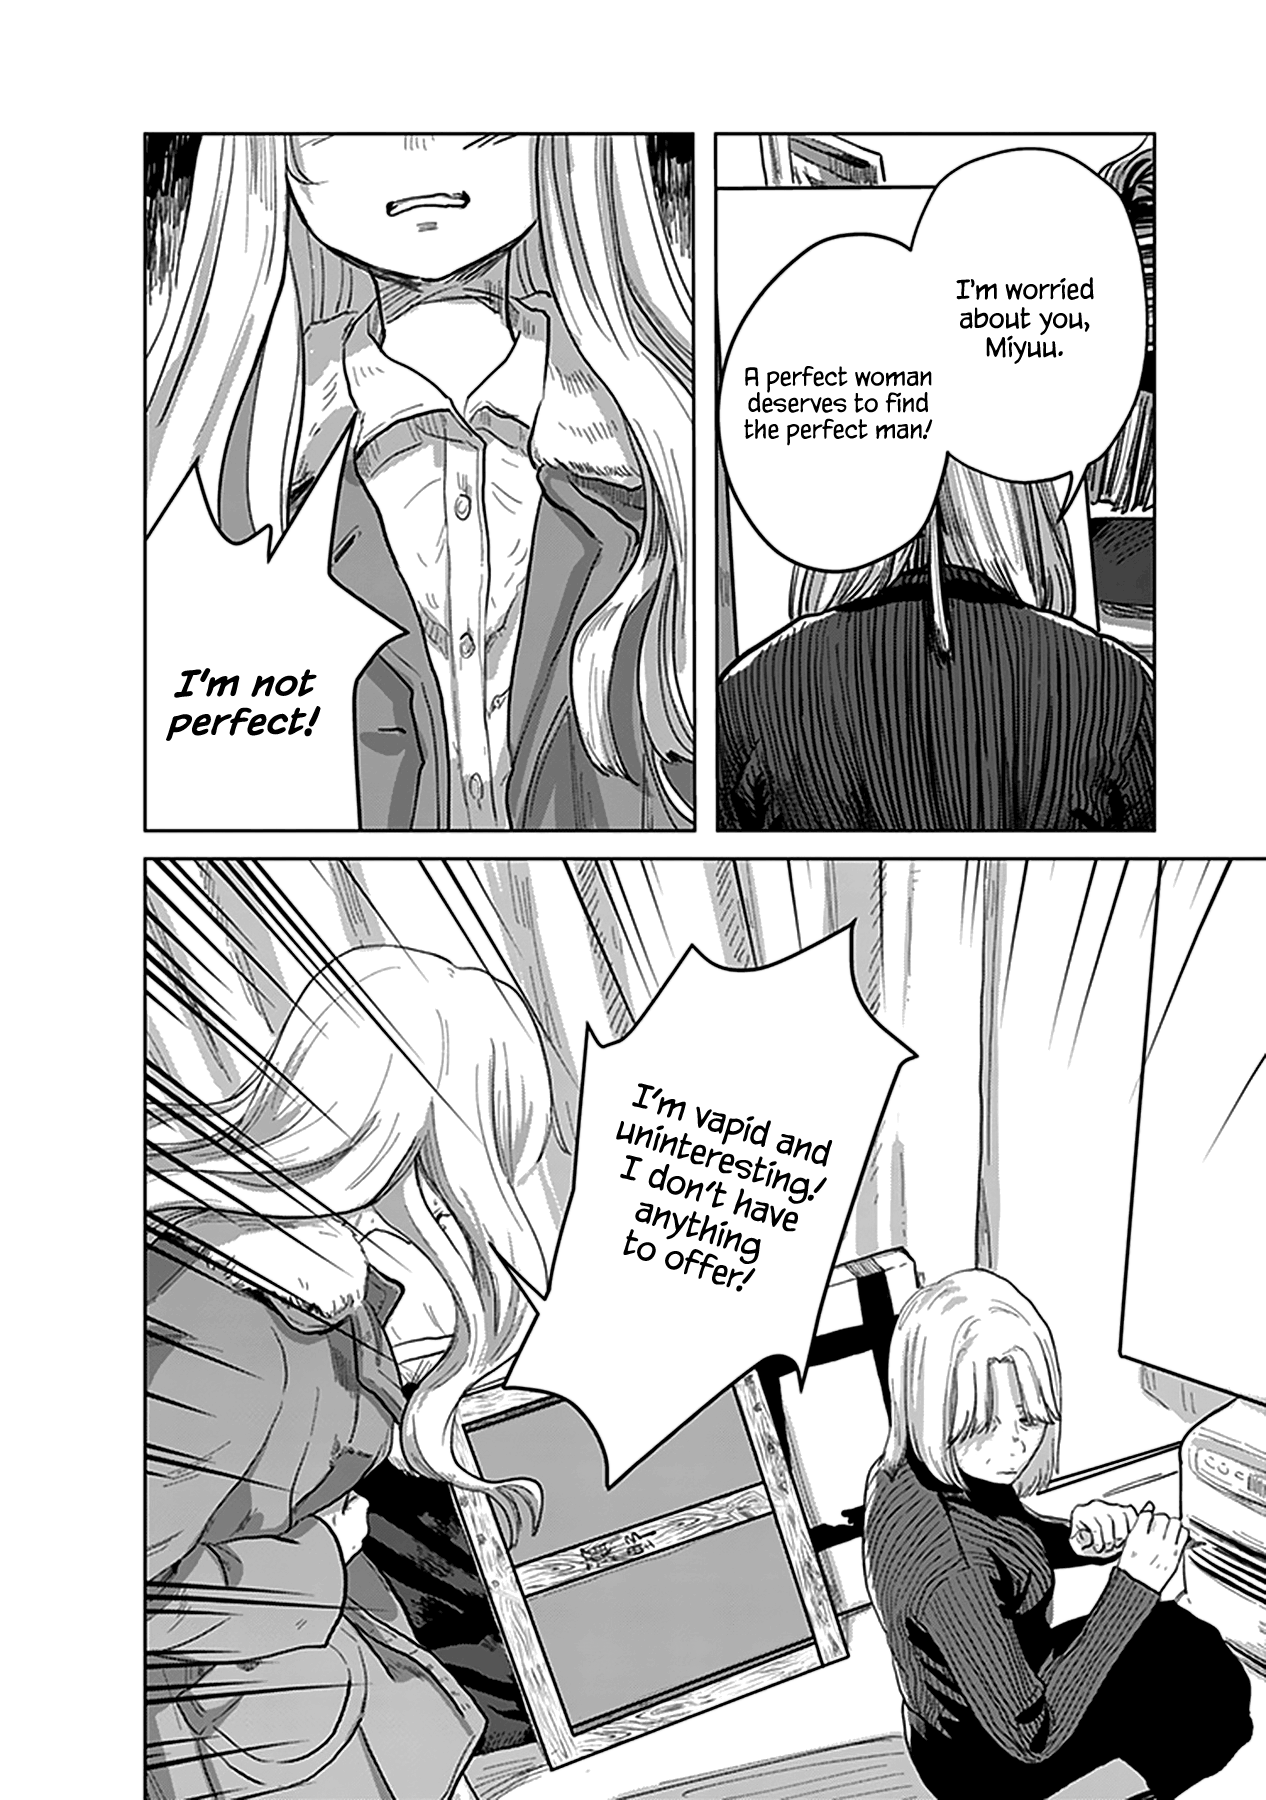 I'm worried
about you,
Miyuu.
A perfect woman
deserves to find
the perfect man!
I'm not
perfect!
I'm vapid and
uninteresting!
I don't have
anything
to offer!